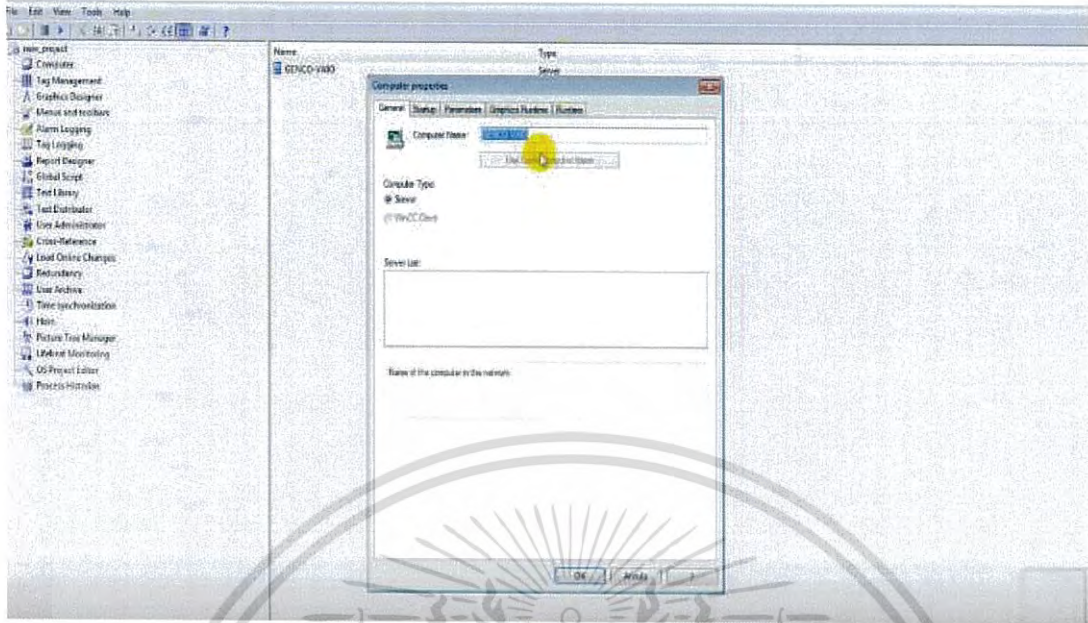 File Edit View Tools Help
new_project
Computer
Tag Management
Graphics Designer
Menus and toolbars
Alarm Logging
Tag Logging
Report Designer
Global Script
Text Library
Text Distributor
User Administrator
Cross-Reference
Load Online Changes
Redundancy
User Archive
Time synchronization
Horn
Picture Tree Manager
Lifebeat Monitoring
OS Project Editor
Process Historian
Name Type
GENCO-VAIO Server
Computer properties
General Startup Parameters Graphics Runtime Runtime
Computer Name:
Computer Type:
Server
WinCC Client
Server List:
Name of the computer in the network
OK Annulla ?